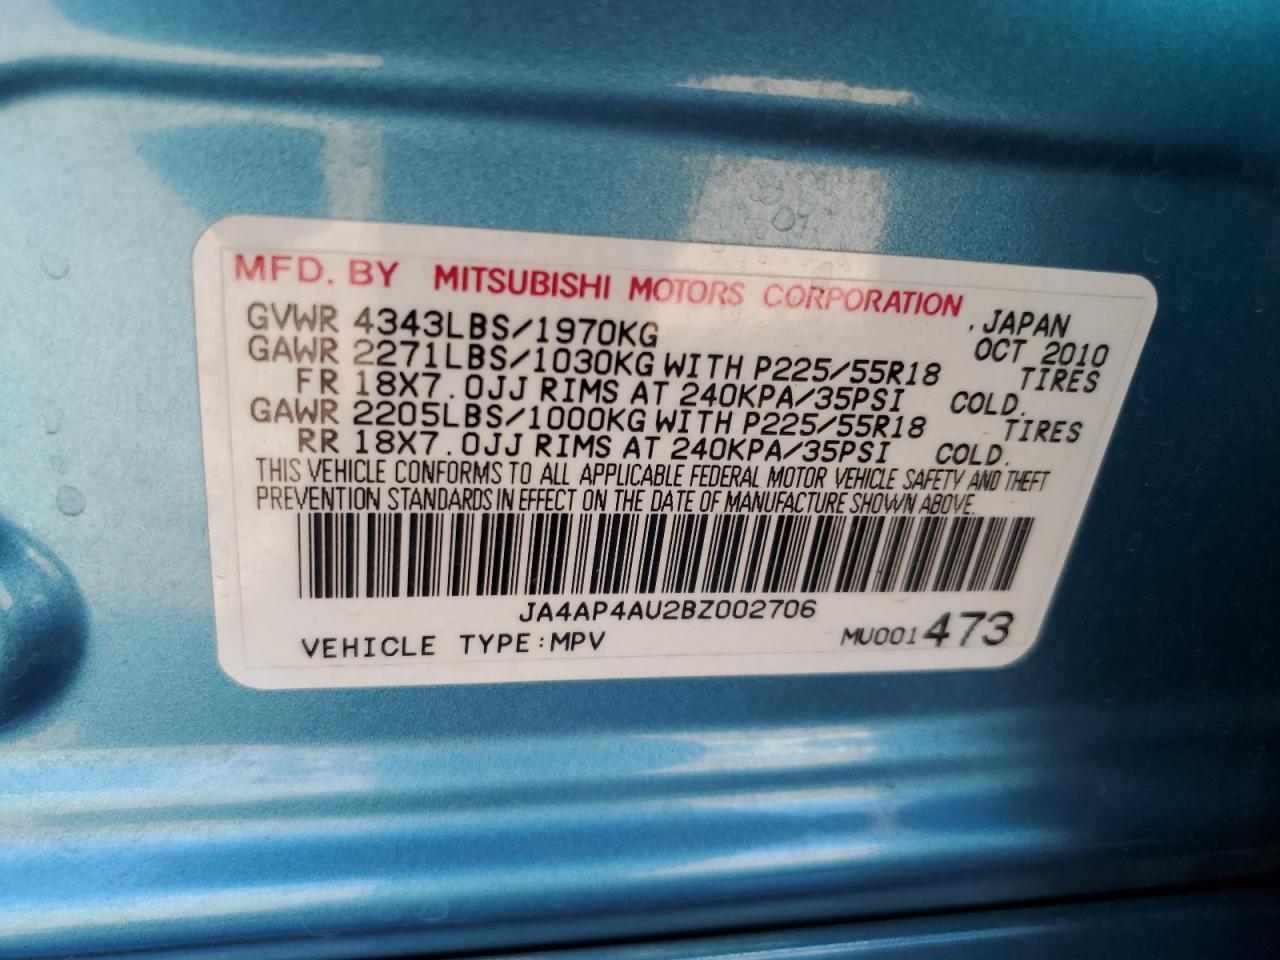 MFD. BY MITSUBISHI MOTORS CORPORATION, JAPAN
GVWR 4343LBS/1970KG OCT 2010
GAWR 2271LBS/1030KG WITH P225/55R18 TIRES
FR 18X7.0JJ RIMS AT 240KPA/35PSI COLD.
GAWR 2205LBS/1000KG WITH P225/55R18 TIRES
RR 18X7.0JJ RIMS AT 240KPA/35PSI COLD.
THIS VEHICLE CONFORMS TO ALL APPLICABLE FEDERAL MOTOR VEHICLE SAFETY AND THEFT
PREVENTION STANDARDS IN EFFECT ON THE DATE OF MANUFACTURE SHOWN ABOVE.
JA4AP4AU2BZ002706
VEHICLE TYPE:MPV MU001473